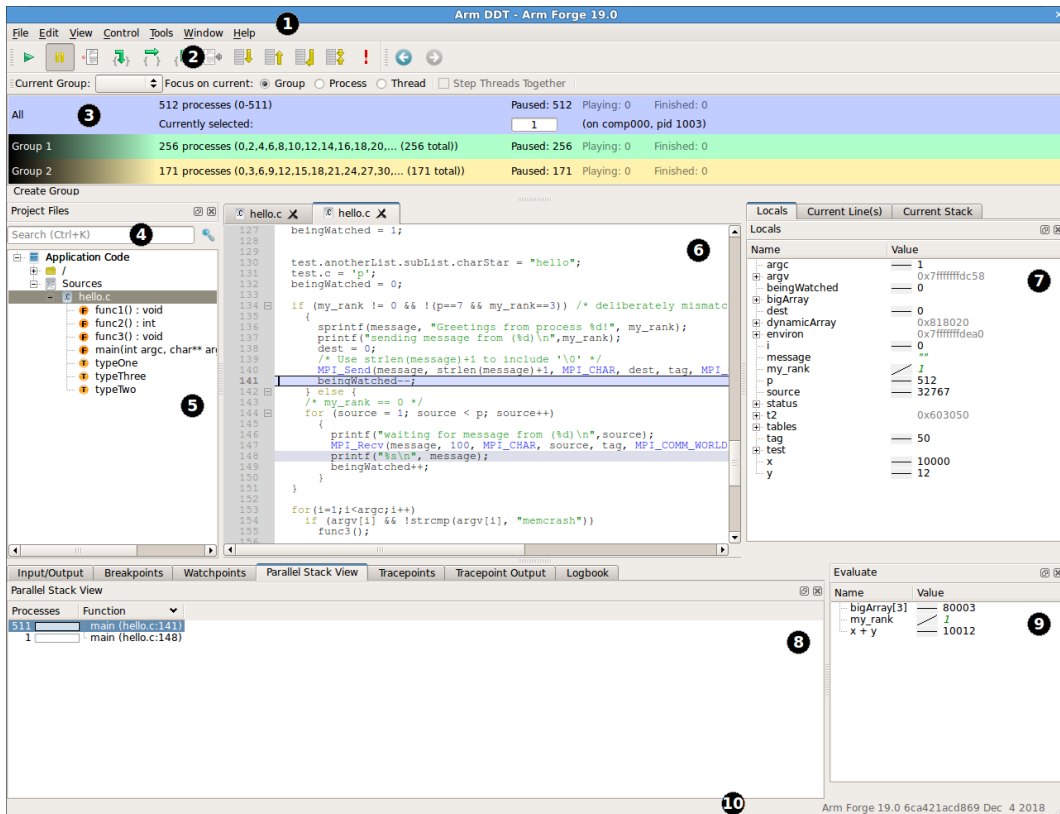 Arm DDT - Arm Forge 19.0
1
File Edit View Control Tools Window Help
2
Current Group: Focus on current: Group Process Thread Step Threads Together
3
All 512 processes (0-511) Paused: 512 Playing: 0 Finished: 0
Currently selected: 1 (on comp000, pid 1003)
Group 1 256 processes (0,2,4,6,8,10,12,14,16,18,20,... (256 total)) Paused: 256 Playing: 0 Finished: 0
Group 2 171 processes (0,3,6,9,12,15,18,21,24,27,30,... (171 total)) Paused: 171 Playing: 0 Finished: 0
Create Group
Project Files
Search (Ctrl+K)
4
Application Code
/
Sources
hello.c
func1() : void
func2() : int
func3() : void
main(int argc, char** ar
typeOne
typeThree
typeTwo
5
hello.c hello.c
6
127 beingWatched = 1;
128
129
130 test.anotherList.subList.charStar = "hello";
131 test.c = 'p';
132 beingWatched = 0;
133
134 if (my_rank != 0 && !(p==7 && my_rank==3)) /* deliberately mismatc
135 {
136 sprintf(message, "Greetings from process %d!", my_rank);
137 printf("sending message from (%d)\n",my_rank);
138 dest = 0;
139 /* Use strlen(message)+1 to include '\0' */
140 MPI_Send(message, strlen(message)+1, MPI_CHAR, dest, tag, MPI_
141 beingWatched--;
142 } else {
143 /* my_rank == 0 */
144 for (source = 1; source < p; source++)
145 {
146 printf("waiting for message from (%d)\n",source);
147 MPI_Recv(message, 100, MPI_CHAR, source, tag, MPI_COMM_WORLD
148 printf("%s\n", message);
149 beingWatched++;
150 }
151 }
152
153 for(i=1;i<argc;i++)
154 if (argv[i] && !strcmp(argv[i], "memcrash"))
155 func3();
156
Locals Current Line(s) Current Stack
Locals
Name Value
7
argc 1
argv 0x7fffffffdc58
beingWatched 0
bigArray
dest 0
dynamicArray 0x818020
environ 0x7fffffffdea0
i 0
message ""
my_rank 1
p 512
source 32767
status
t2 0x603050
tables
tag 50
test
x 10000
y 12
Input/Output Breakpoints Watchpoints Parallel Stack View Tracepoints Tracepoint Output Logbook
Parallel Stack View
Processes Function
511 main (hello.c:141)
1 main (hello.c:148)
8
Evaluate
Name Value
bigArray[3] 80003
my_rank 1
x + y 10012
9
10
Arm Forge 19.0 6ca421acd869 Dec 4 2018